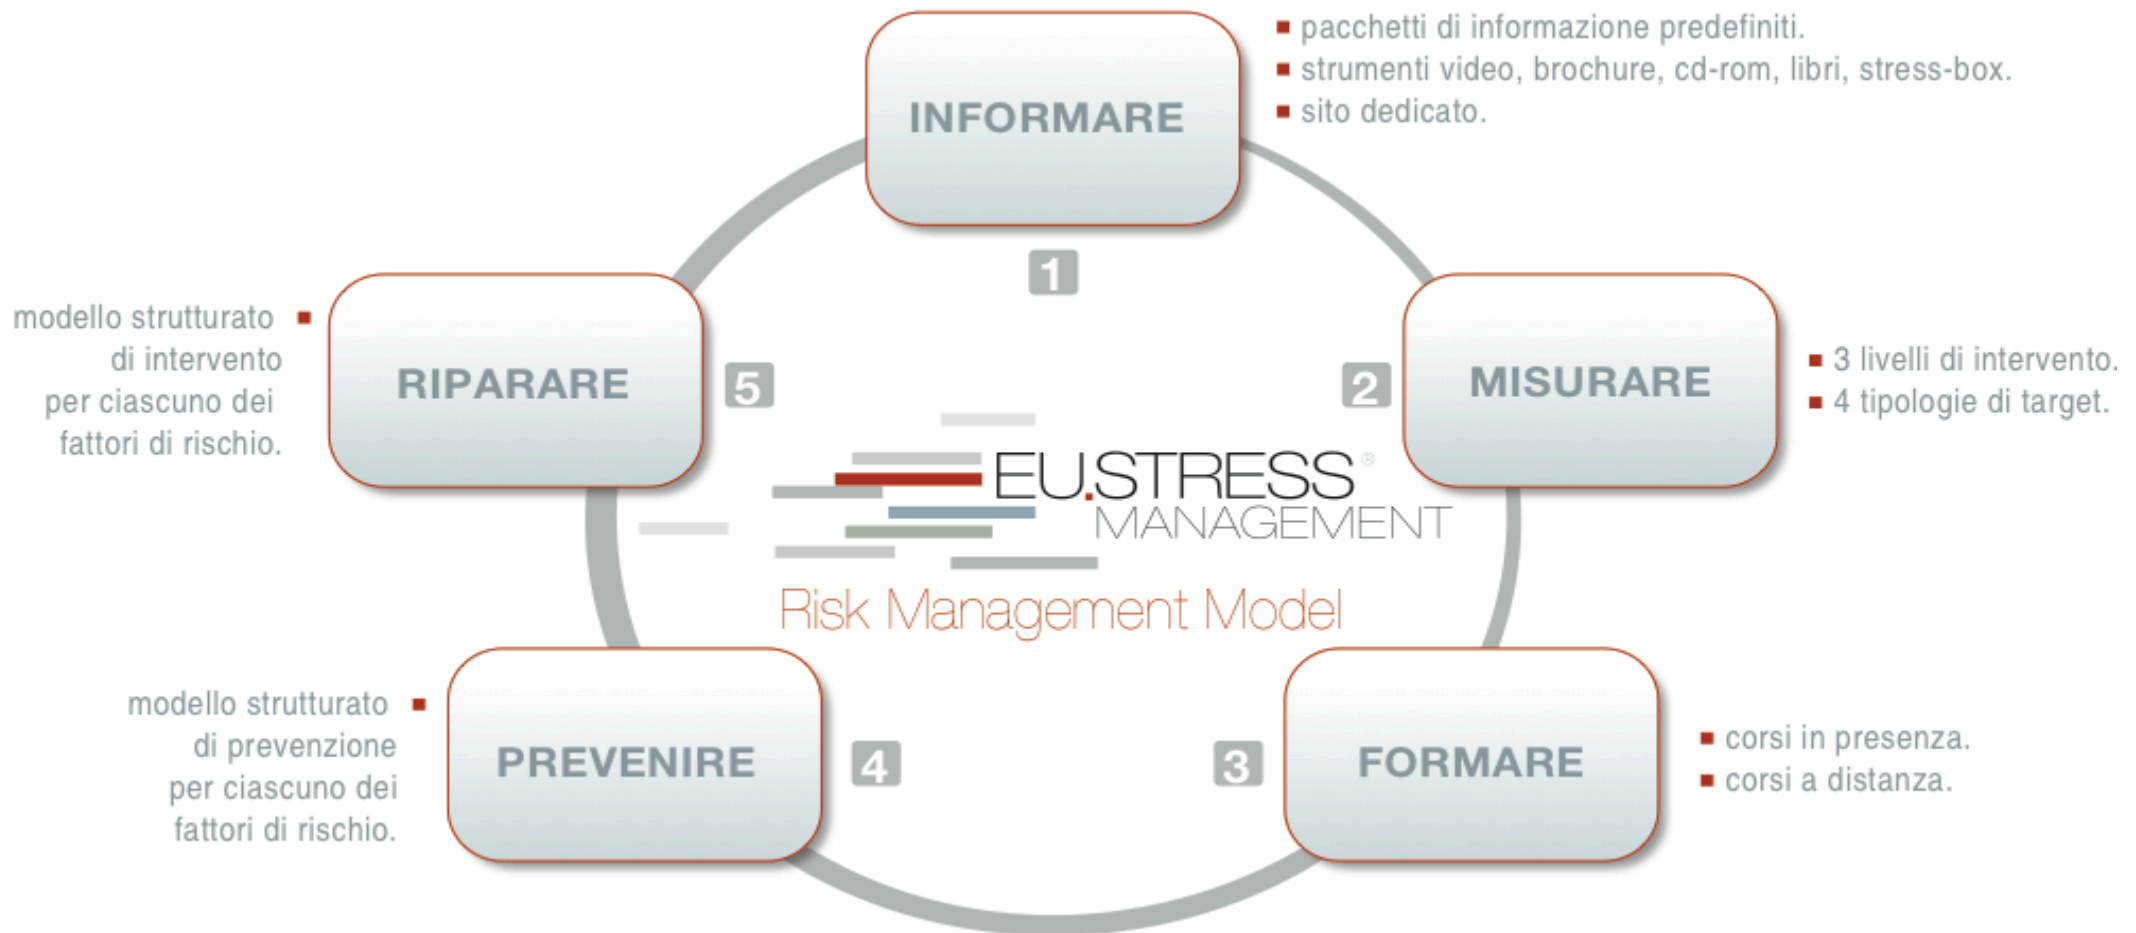 INFORMARE
1
pacchetti di informazione predefiniti.
strumenti video, brochure, cd-rom, libri, stress-box.
sito dedicato.
MISURARE
2
3 livelli di intervento.
4 tipologie di target.
FORMARE
3
corsi in presenza.
corsi a distanza.
PREVENIRE
4
modello strutturato
di prevenzione
per ciascuno dei
fattori di rischio.
RIPARARE
5
modello strutturato
di intervento
per ciascuno dei
fattori di rischio.
EU.STRESS®
MANAGEMENT
Risk Management Model